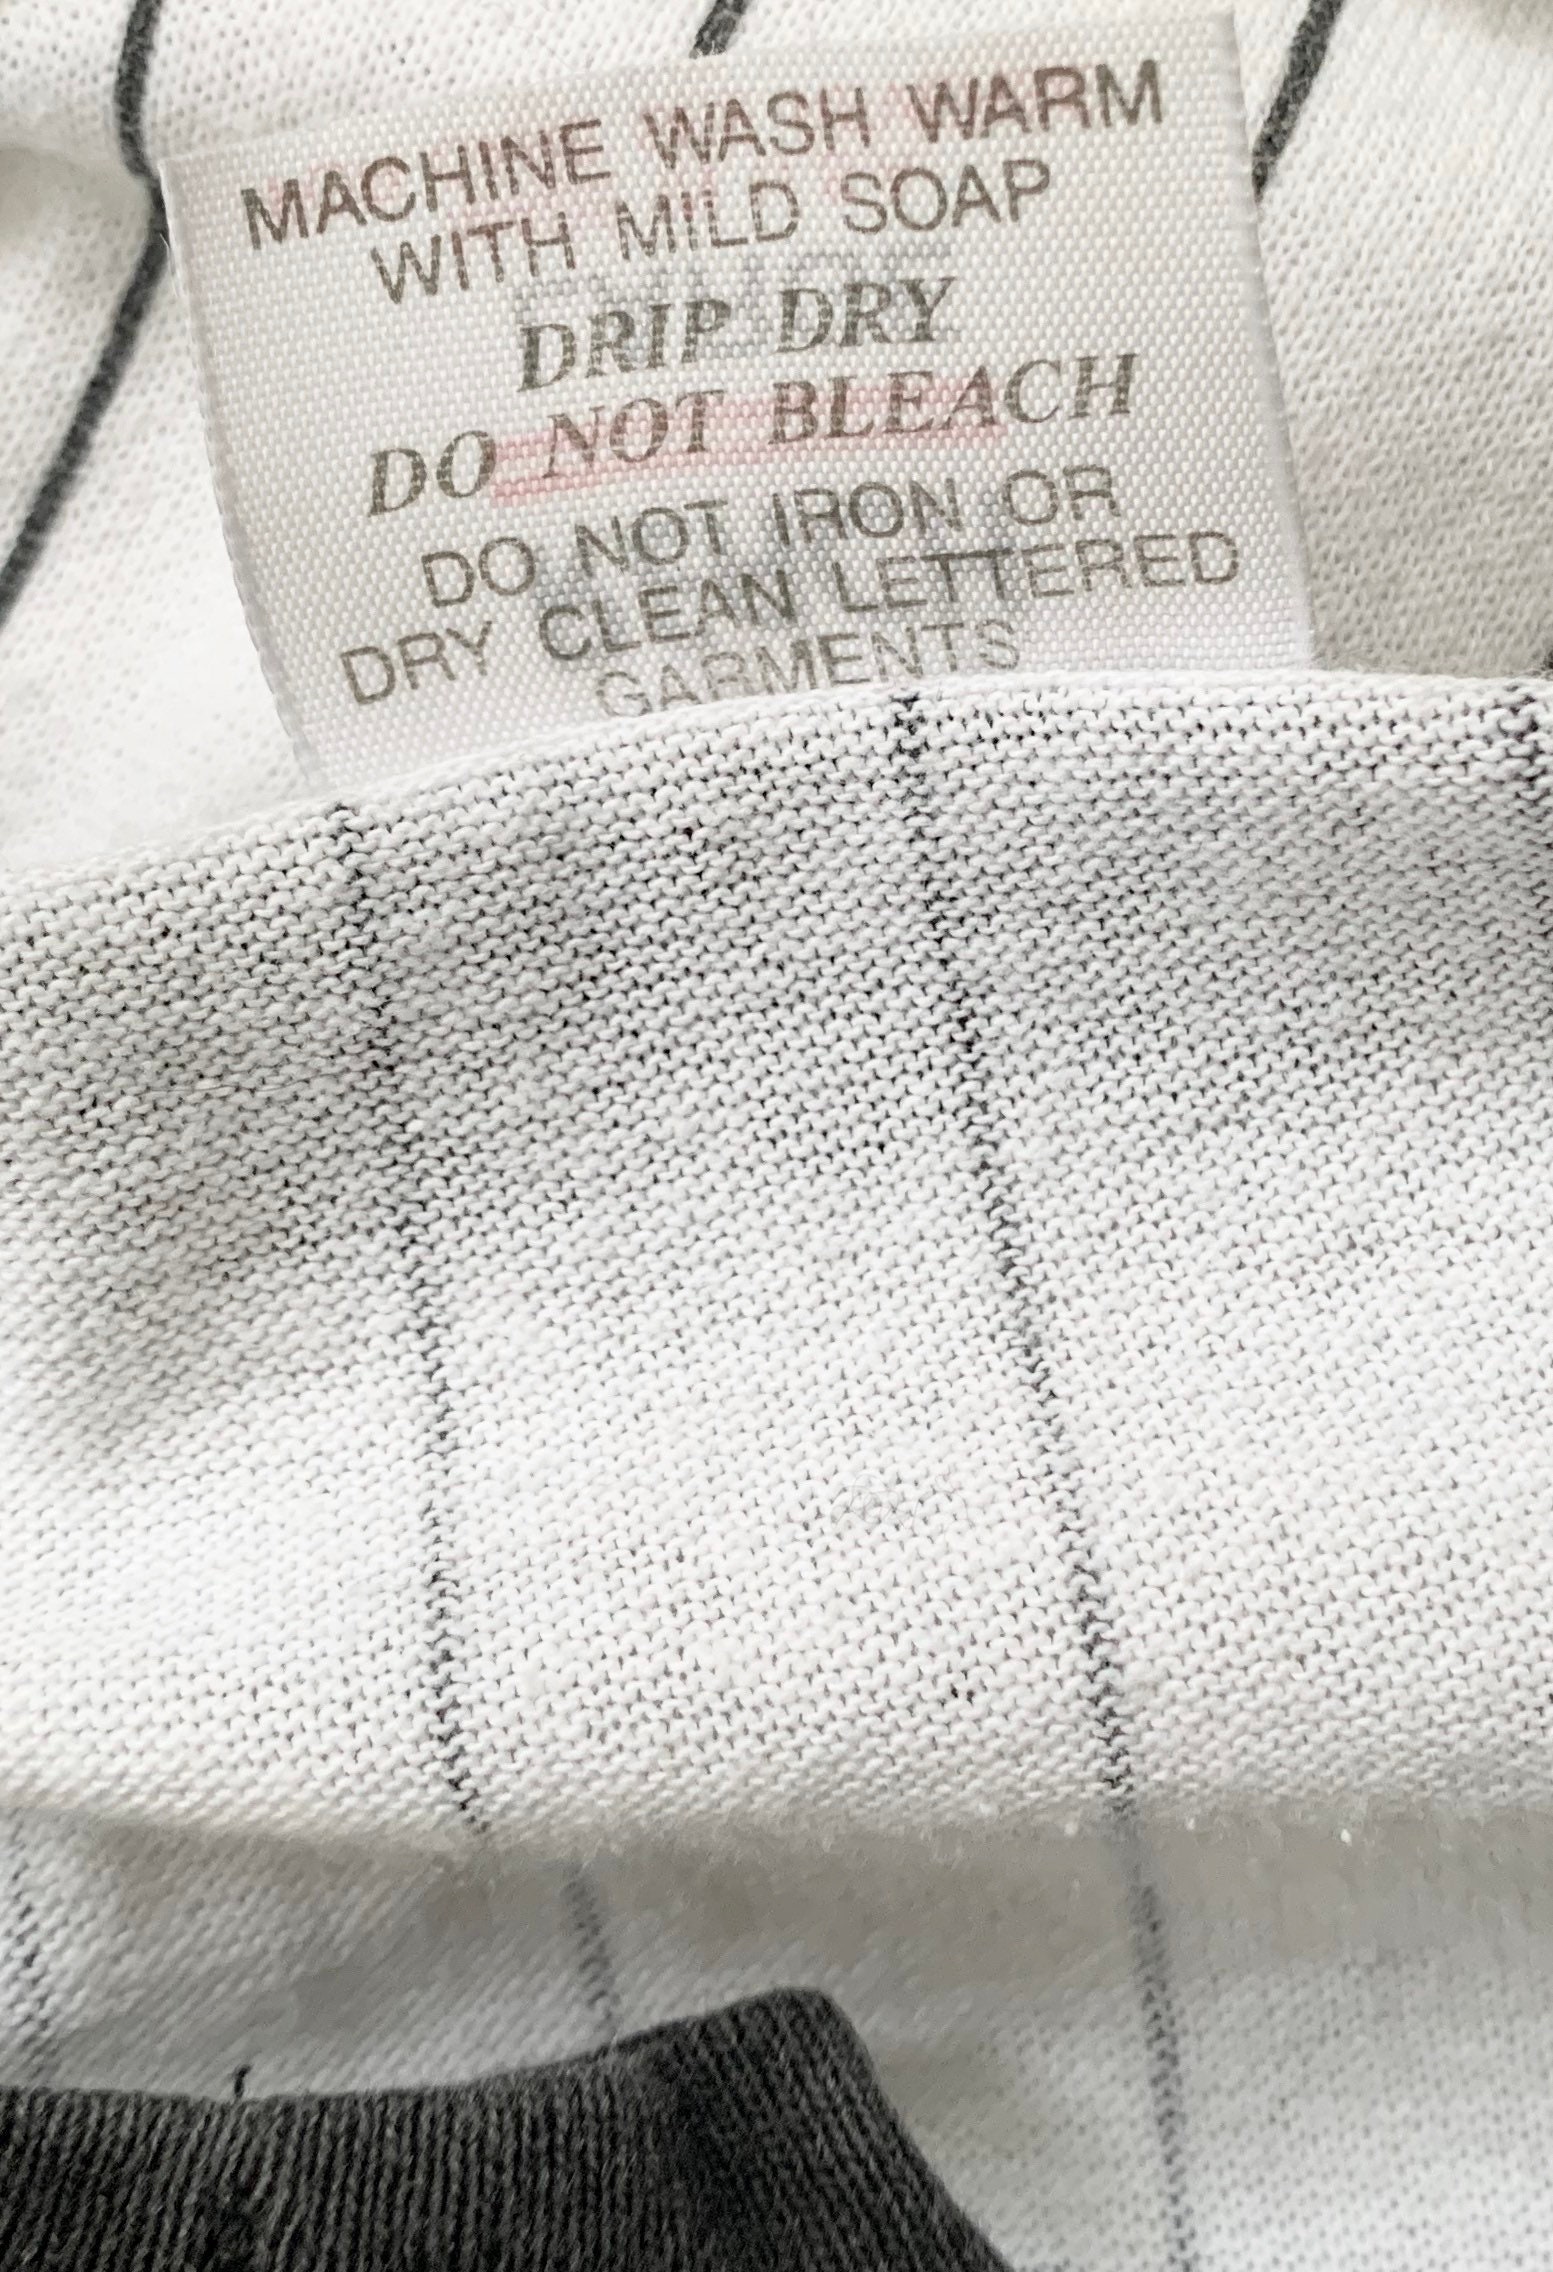 MACHINE WASH WARM
WITH MILD SOAP
DRIP DRY
DO NOT BLEACH
DO NOT IRON OR
DRY CLEAN LETTERED
GARMENTS